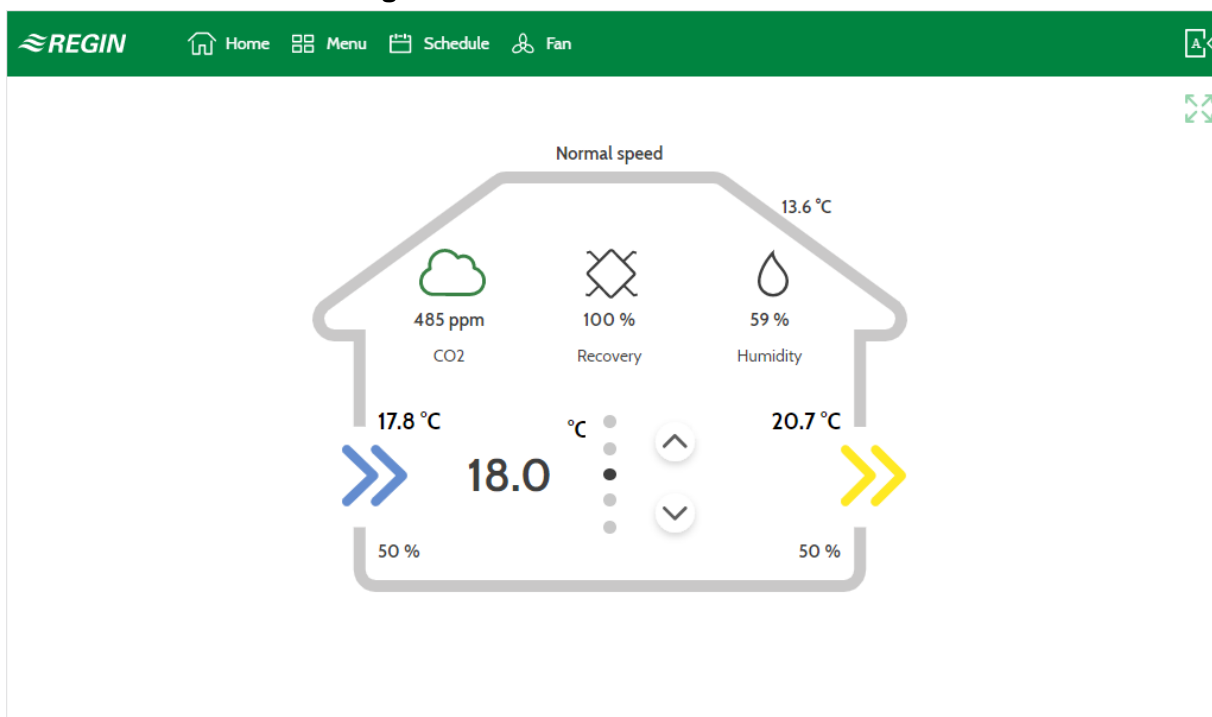 REGIN Home Menu Schedule Fan A
Normal speed
13.6 °C
485 ppm 100 % 59 %
CO2 Recovery Humidity
17.8 °C °C 20.7 °C
18.0
50 % 50 %